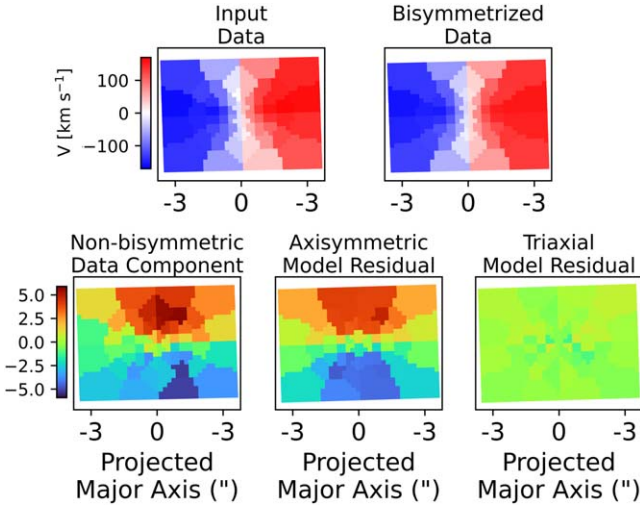 Input
Data
Bisymmetrized
Data
V [km s⁻¹]
100
0
−100
-3 0 -3
-3 0 -3
Non-bisymmetric
Data Component
Axisymmetric
Model Residual
Triaxial
Model Residual
5.0
2.5
0.0
−2.5
−5.0
-3 0 -3
-3 0 -3
-3 0 -3
Projected
Major Axis (")
Projected
Major Axis (")
Projected
Major Axis (")